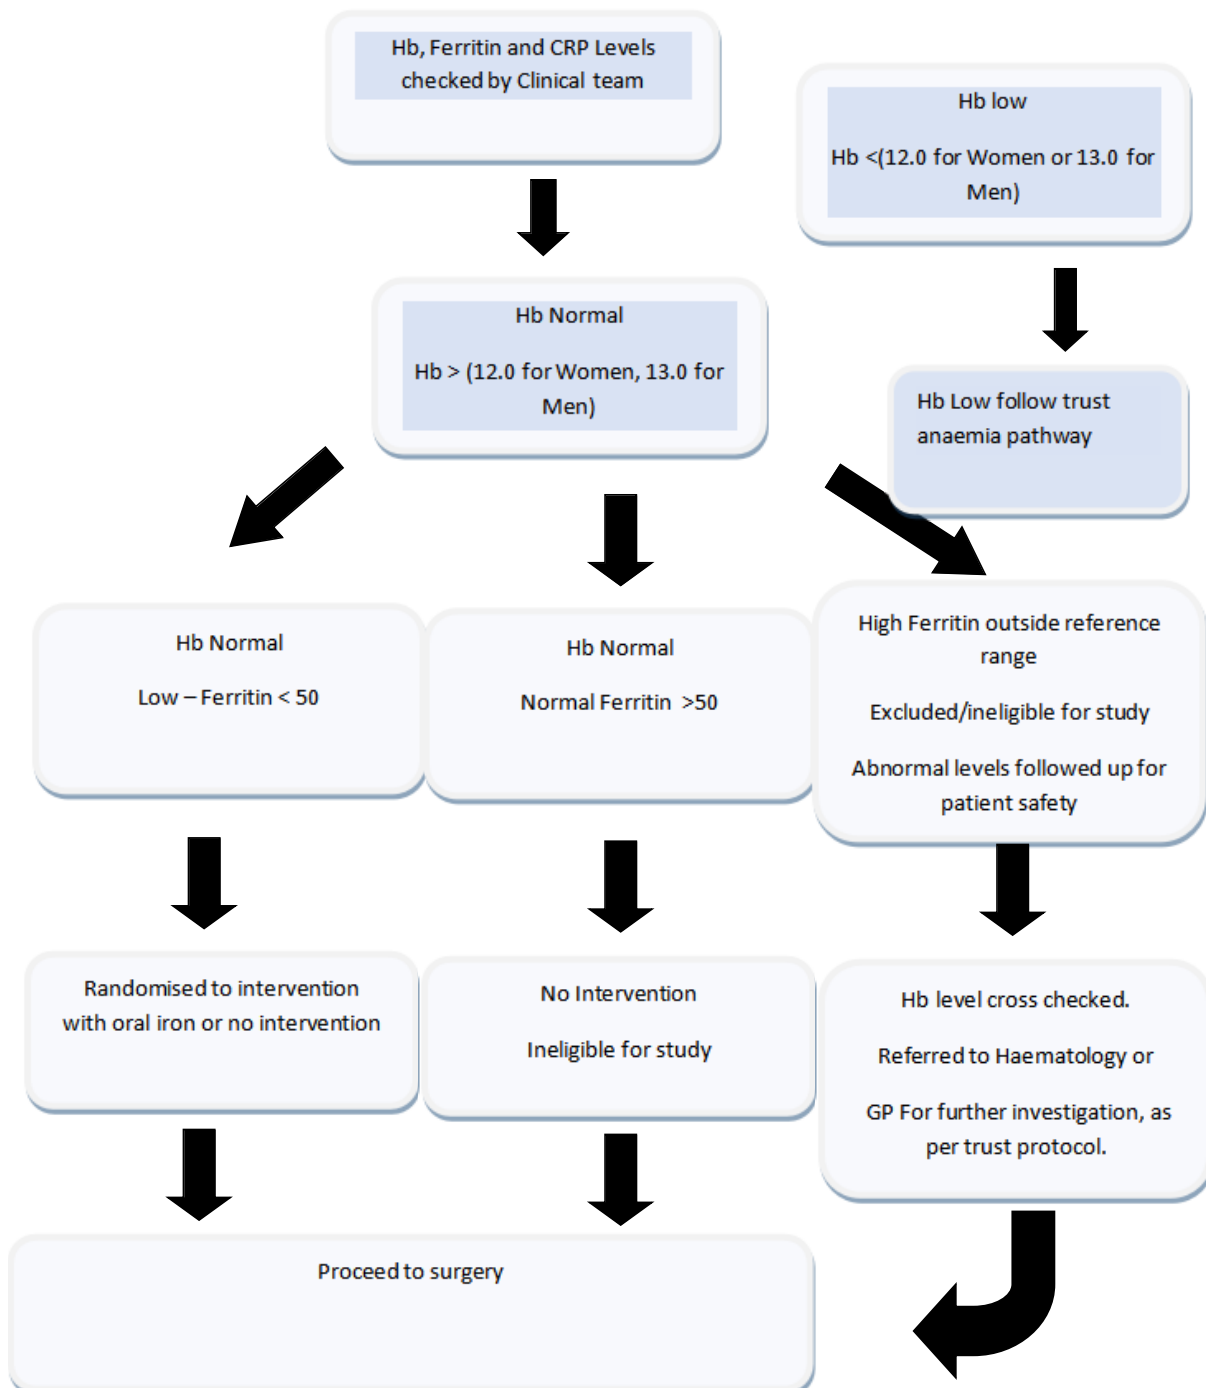 Hb, Ferritin and CRP Levels
checked by Clinical team
Hb low
Hb <(12.0 for Women or 13.0 for
Men)
Hb Normal
Hb > (12.0 for Women, 13.0 for
Men)
Hb Low follow trust
anaemia pathway
Hb Normal
Low – Ferritin < 50
Hb Normal
Normal Ferritin >50
High Ferritin outside reference
range
Excluded/ineligible for study
Abnormal levels followed up for
patient safety
Randomised to intervention
with oral iron or no intervention
No Intervention
Ineligible for study
Hb level cross checked.
Referred to Haematology or
GP For further investigation, as
per trust protocol.
Proceed to surgery